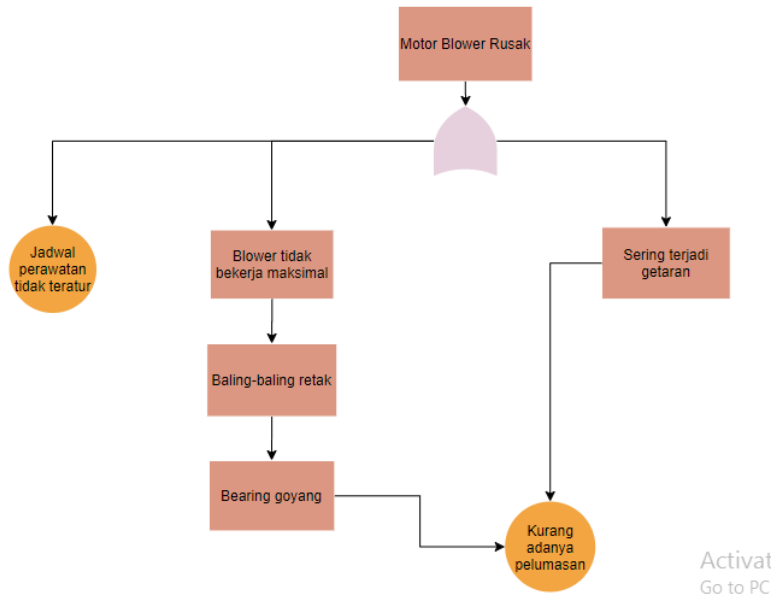 Motor Blower Rusak
Jadwal
perawatan
tidak teratur
Blower tidak
bekerja maksimal
Sering terjadi
getaran
Baling-baling retak
Bearing goyang
Kurang
adanya
pelumasan
Activat
Go to PC